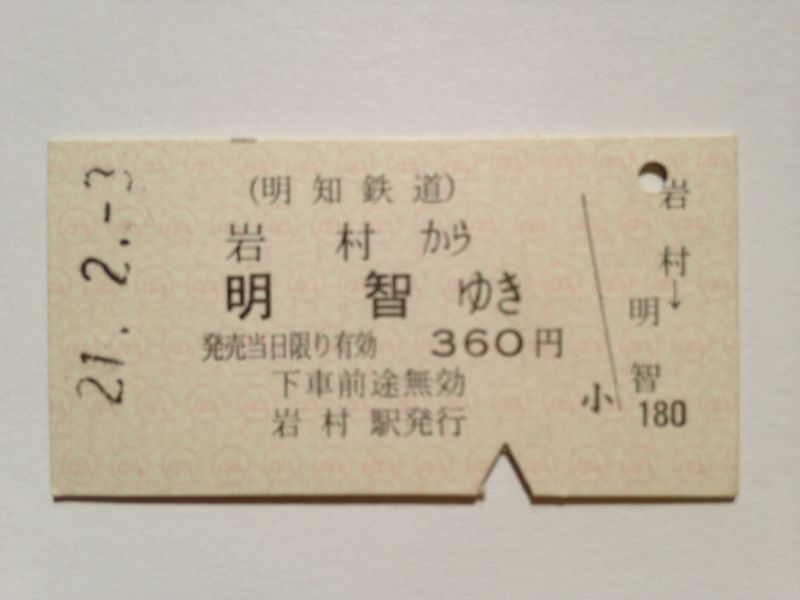 21. 2. -3
(明知鉄道)
岩村から
明智ゆき
発売当日限り有効 360円
下車前途無効
岩村駅発行
岩村→
明智
小 180